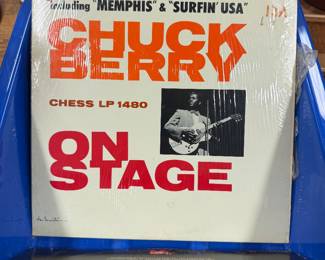 including "MEMPHIS" & "SURFIN' USA"
CHUCK
BERRY
CHESS LP 1480
ON
STAGE